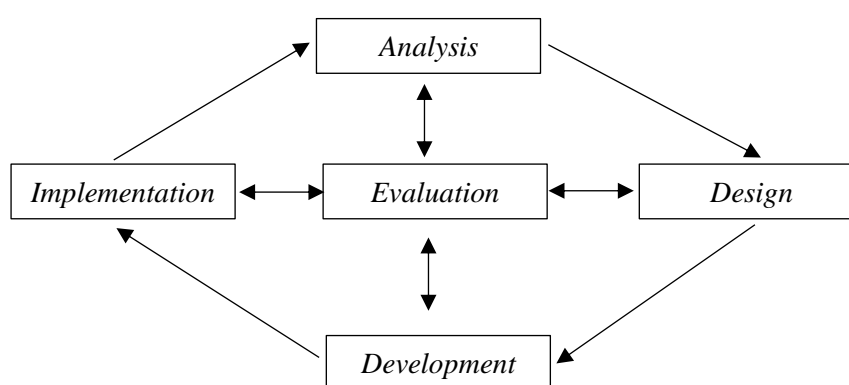 Analysis
Implementation
Evaluation
Design
Development